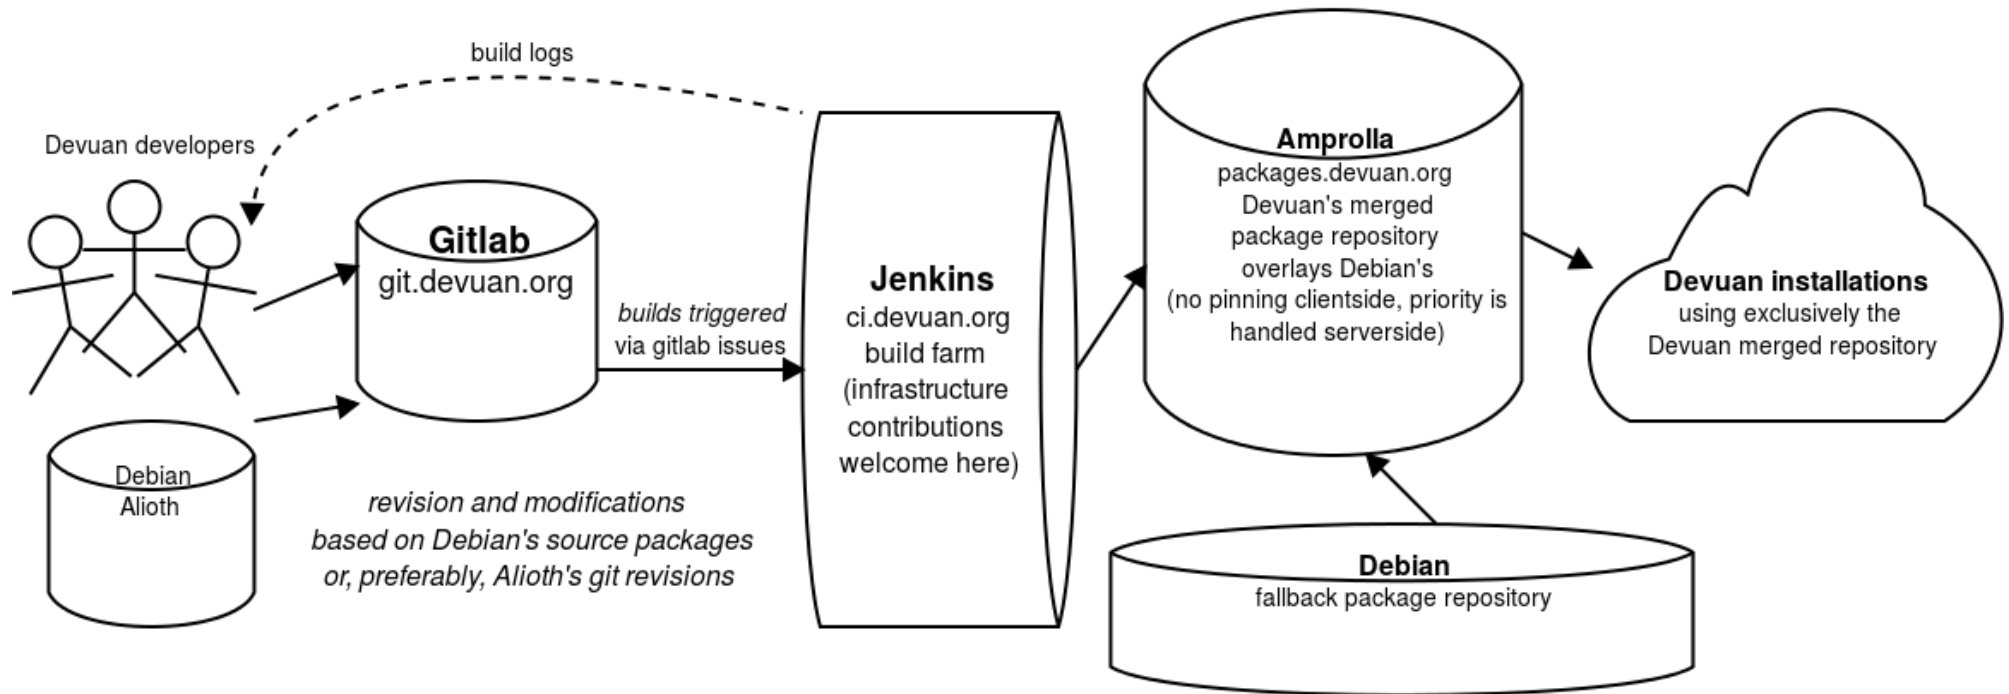 build logs
Devuan developers
Gitlab
git.devuan.org
builds triggered
via gitlab issues
Debian
Alioth
revision and modifications
based on Debian's source packages
or, preferably, Alioth's git revisions
Jenkins
ci.devuan.org
build farm
(infrastructure
contributions
welcome here)
Amprolla
packages.devuan.org
Devuan's merged
package repository
overlays Debian's
(no pinning clientside, priority is
handled serverside)
Debian
fallback package repository
Devuan installations
using exclusively the
Devuan merged repository